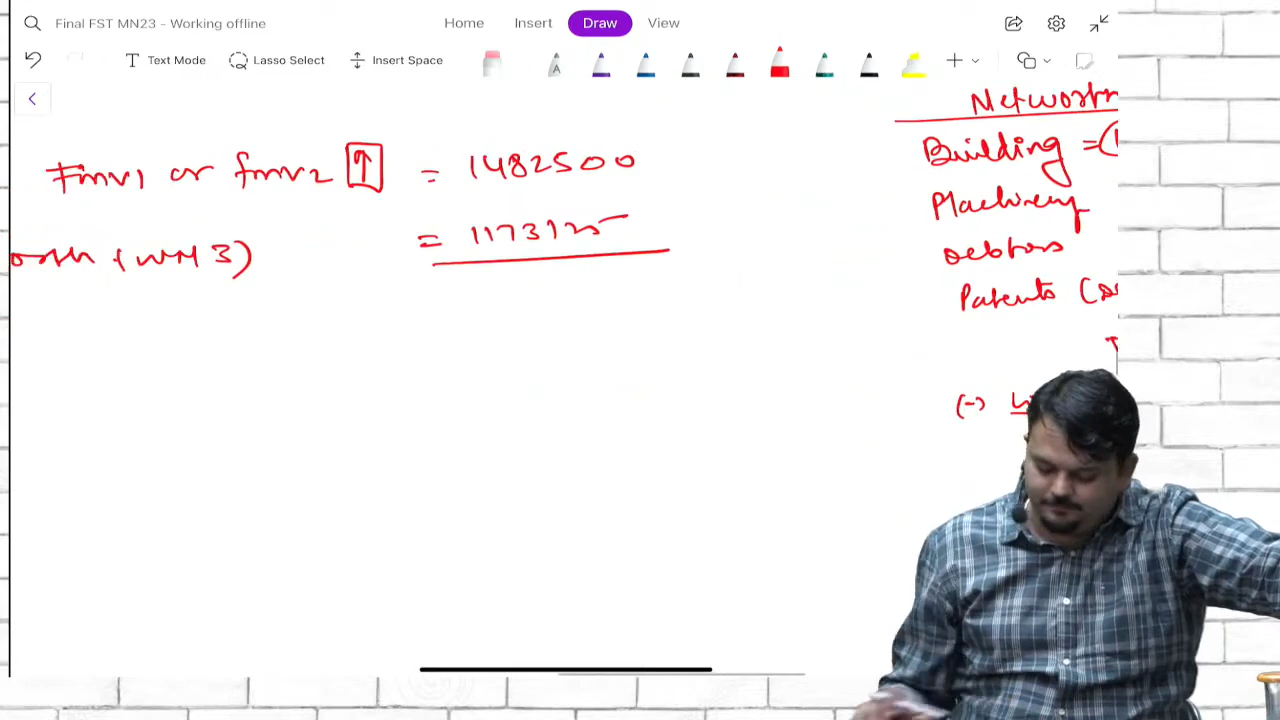 Final FST MN23 - Working offline
Home Insert Draw View
Text Mode Lasso Select Insert Space
Fmv1 or fmv2 ↑ = 1482500
orth (WN 3) = 1173125
Networth
Building = (
Machinery
Debtors
Patents (
(-)